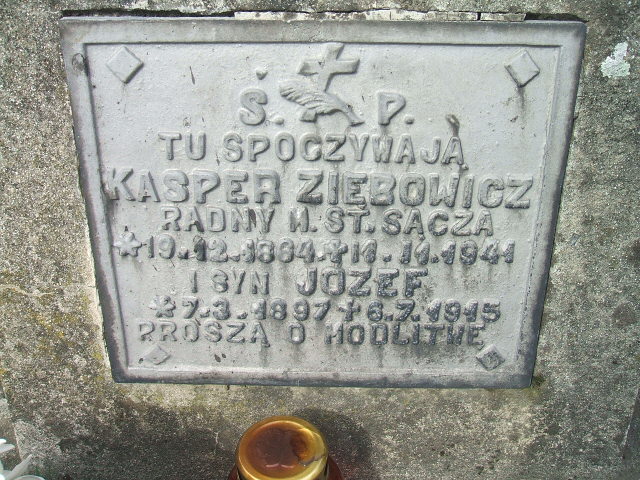 Ś. P.
TU SPOCZYWAJĄ
KASPER ZIĘBOWICZ
RADNY M. ST. SĄCZA
* 19.12.1864. + 11.11.1941
I SYN JÓZEF
* 7.3.1897 + 6.7.1915
PROSZĄ O MODLITWĘ